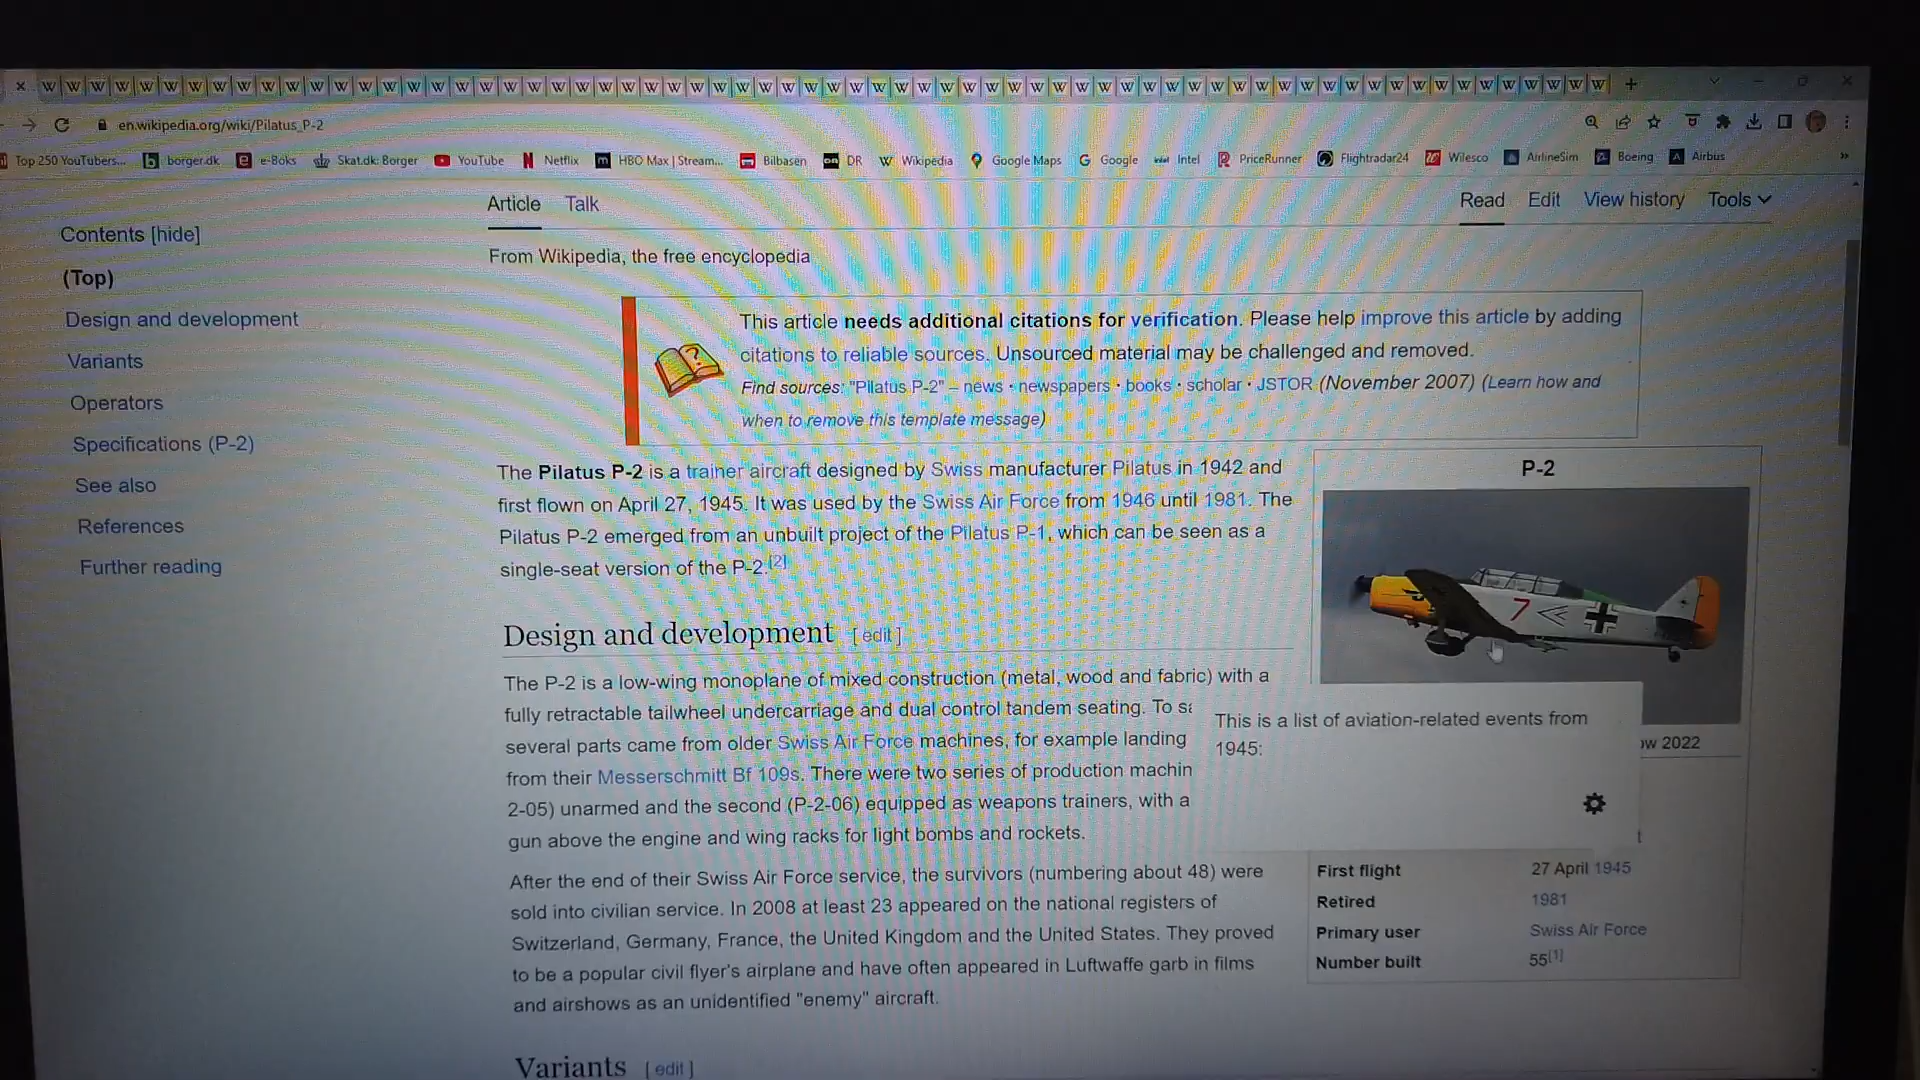 en.wikipedia.org/wiki/Pilatus_P-2
Top 250 YouTubers... borger.dk e-Boks Skat.dk: Borger YouTube Netflix HBO Max | Stream... Bilbasen DR Wikipedia Google Maps Google Intel PriceRunner Flightradar24 Wilesco AirlineSim Boeing Airbus »
Article Talk Read Edit View history Tools
Contents [hide]
(Top)
Design and development
Variants
Operators
Specifications (P-2)
See also
References
Further reading
From Wikipedia, the free encyclopedia
This article needs additional citations for verification. Please help improve this article by adding
citations to reliable sources. Unsourced material may be challenged and removed.
Find sources: "Pilatus P-2" – news · newspapers · books · scholar · JSTOR (November 2007) (Learn how and
when to remove this template message)
The Pilatus P-2 is a trainer aircraft designed by Swiss manufacturer Pilatus in 1942 and
first flown on April 27, 1945. It was used by the Swiss Air Force from 1946 until 1981. The
Pilatus P-2 emerged from an unbuilt project of the Pilatus P-1, which can be seen as a
single-seat version of the P-2.[2]
Design and development [ edit ]
The P-2 is a low-wing monoplane of mixed construction (metal, wood and fabric) with a
fully retractable tailwheel undercarriage and dual control tandem seating. To
several parts came from older Swiss Air Force machines, for example landing
from their Messerschmitt Bf 109s. There were two series of production machin
2-05) unarmed and the second (P-2-06) equipped as weapons trainers, with a
gun above the engine and wing racks for light bombs and rockets.
After the end of their Swiss Air Force service, the survivors (numbering about 48) were
sold into civilian service. In 2008 at least 23 appeared on the national registers of
Switzerland, Germany, France, the United Kingdom and the United States. They proved
to be a popular civil flyer's airplane and have often appeared in Luftwaffe garb in films
and airshows as an unidentified "enemy" aircraft.
Variants [ edit ]
P-2
7
This is a list of aviation-related events from
1945:
ow 2022
First flight 27 April 1945
Retired 1981
Primary user Swiss Air Force
Number built 55[1]